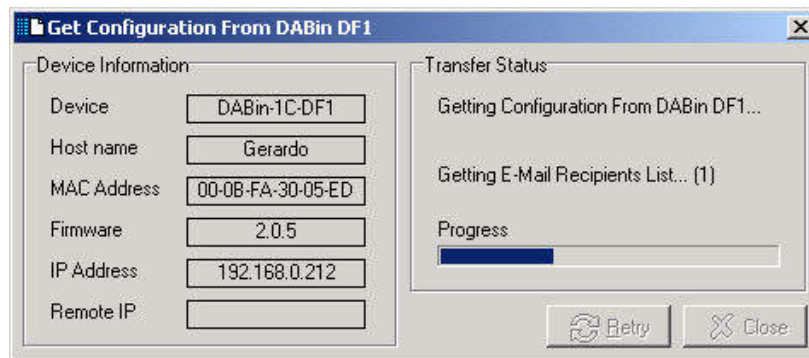 Get Configuration From DABin DF1
Device Information
Device DABin-1C-DF1
Host name Gerardo
MAC Address 00-0B-FA-30-05-ED
Firmware 2.0.5
IP Address 192.168.0.212
Remote IP
Transfer Status
Getting Configuration From DABin DF1...
Getting E-Mail Recipients List... (1)
Progress
Retry
Close